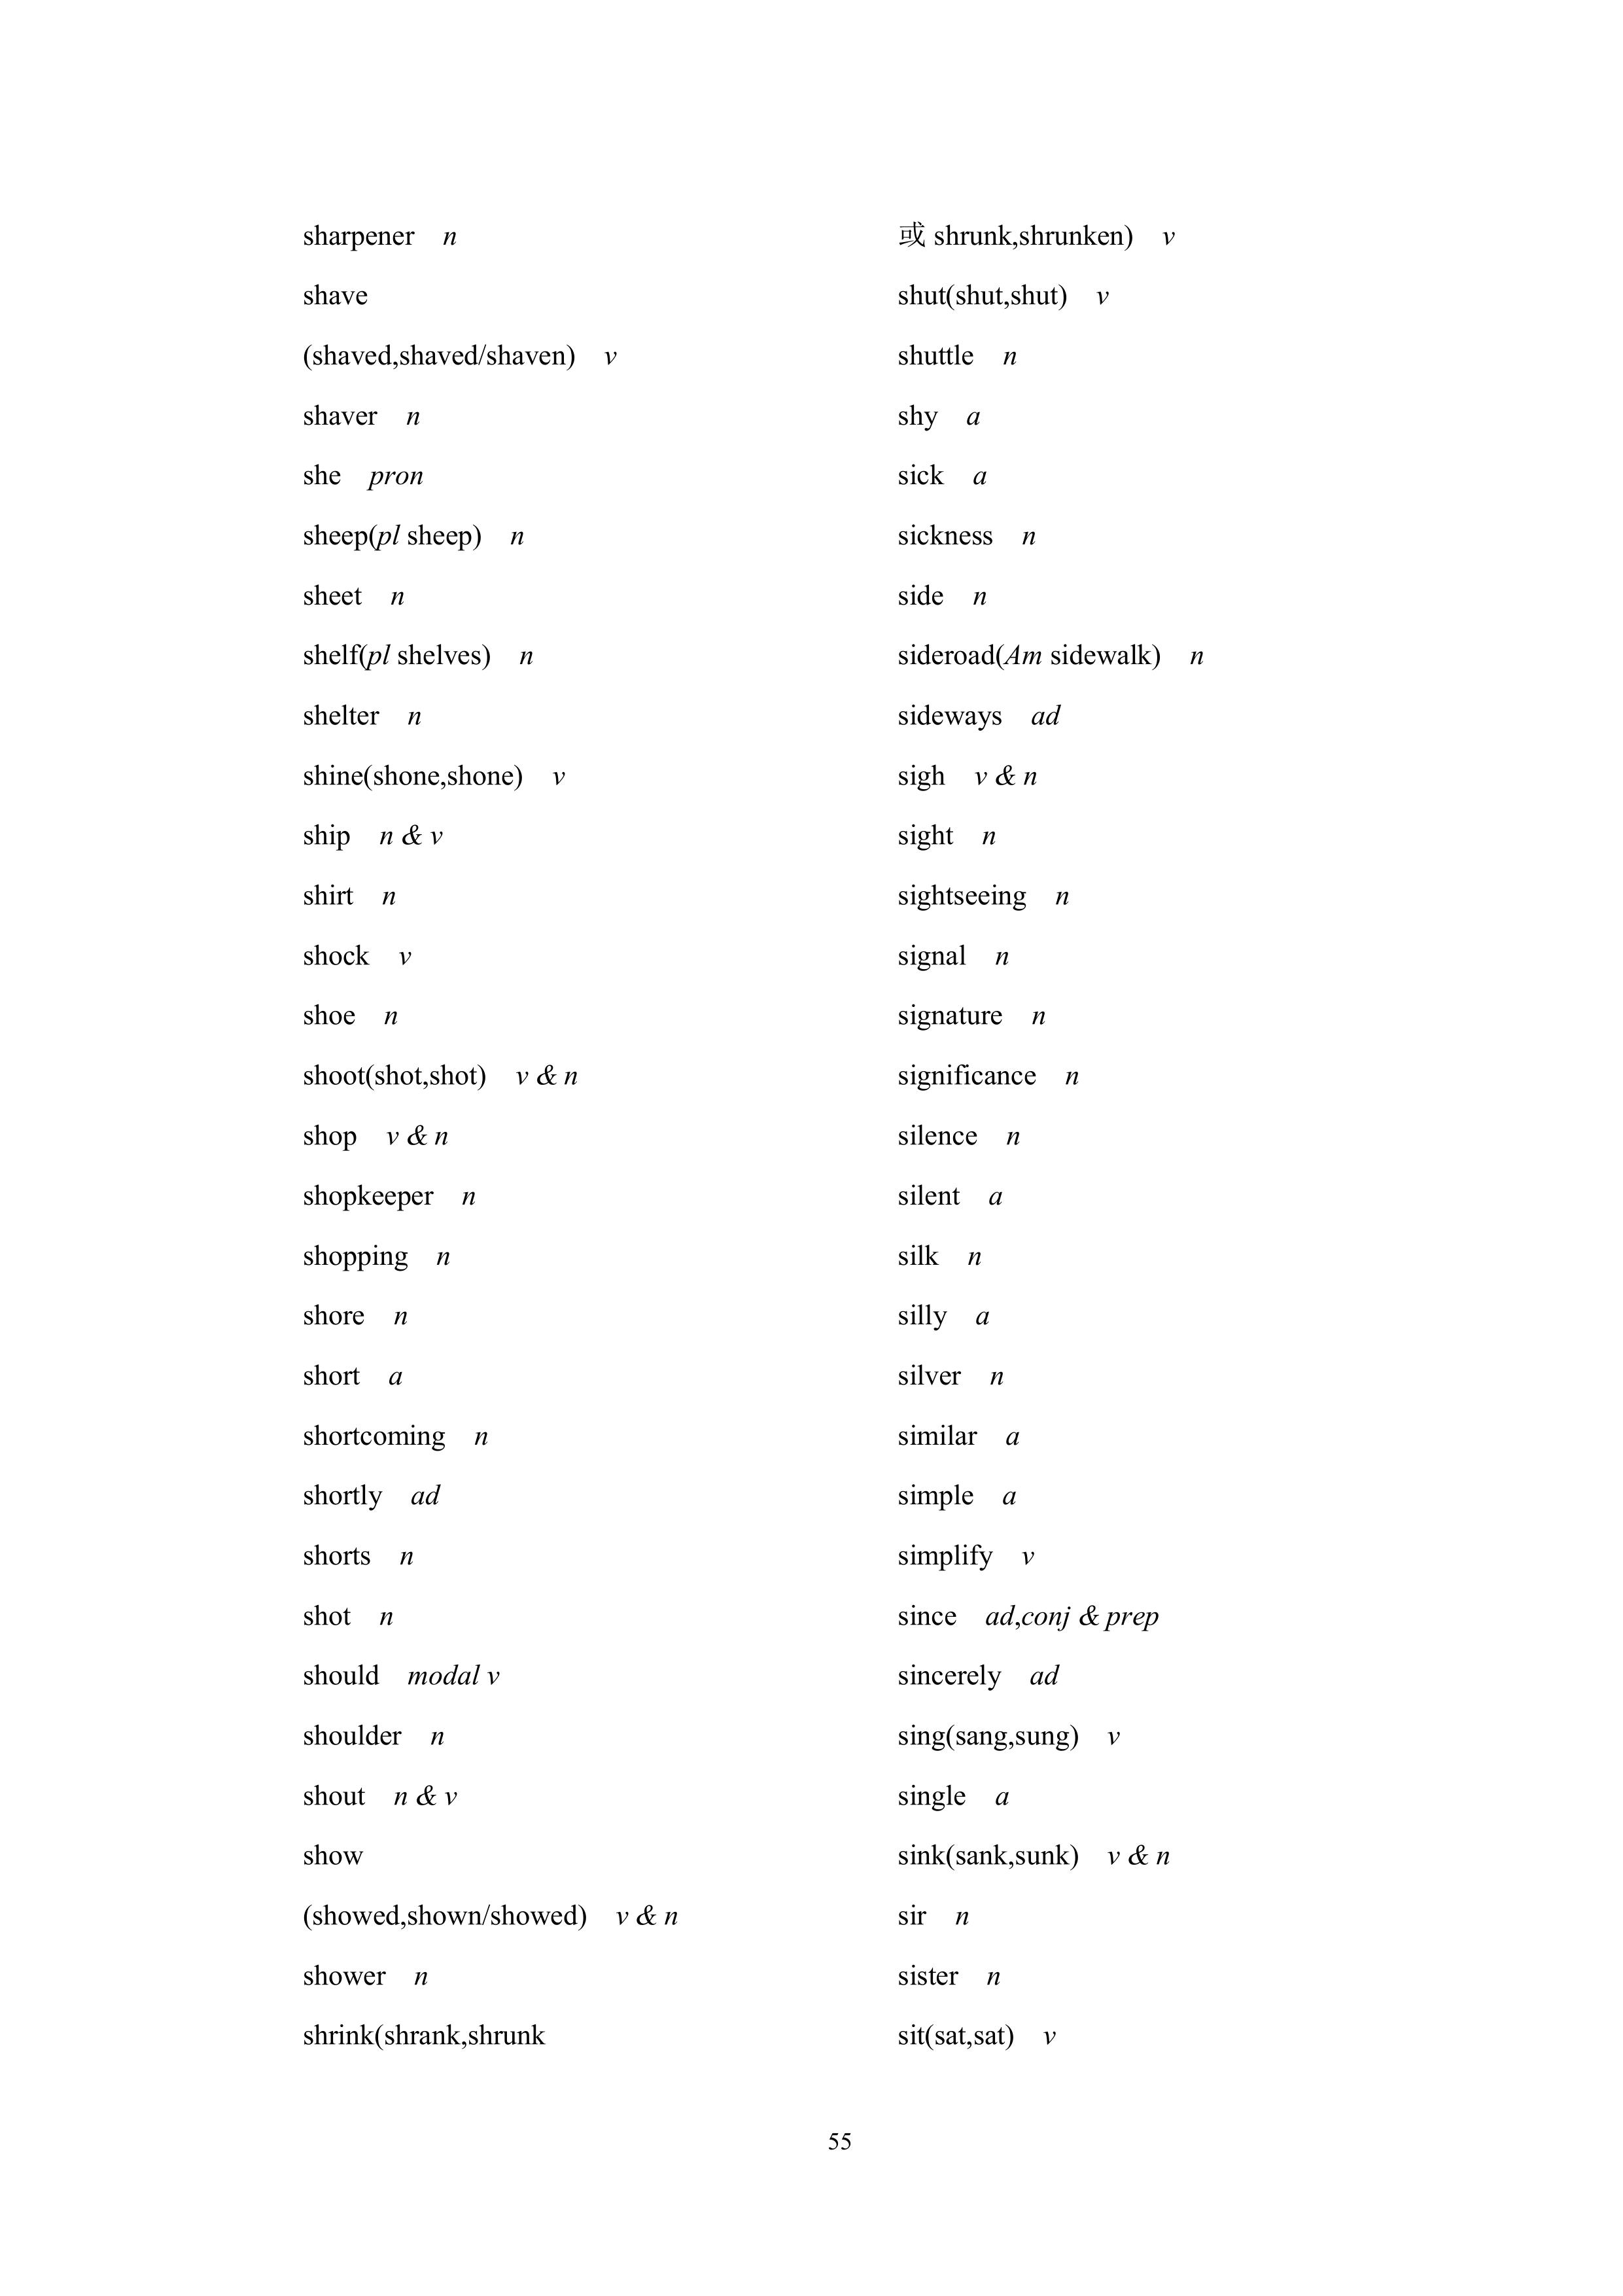 sharpener n
shave
(shaved,shaved/shaven) v
shaver n
she pron
sheep(pl sheep) n
sheet n
shelf(pl shelves) n
shelter n
shine(shone,shone) v
ship n & v
shirt n
shock v
shoe n
shoot(shot,shot) v & n
shop v & n
shopkeeper n
shopping n
shore n
short a
shortcoming n
shortly ad
shorts n
shot n
should modal v
shoulder n
shout n & v
show
(showed,shown/showed) v & n
shower n
shrink(shrank,shrunk
或 shrunk,shrunken) v
shut(shut,shut) v
shuttle n
shy a
sick a
sickness n
side n
sideroad(Am sidewalk) n
sideways ad
sigh v & n
sight n
sightseeing n
signal n
signature n
significance n
silence n
silent a
silk n
silly a
silver n
similar a
simple a
simplify v
since ad,conj & prep
sincerely ad
sing(sang,sung) v
single a
sink(sank,sunk) v & n
sir n
sister n
sit(sat,sat) v
55